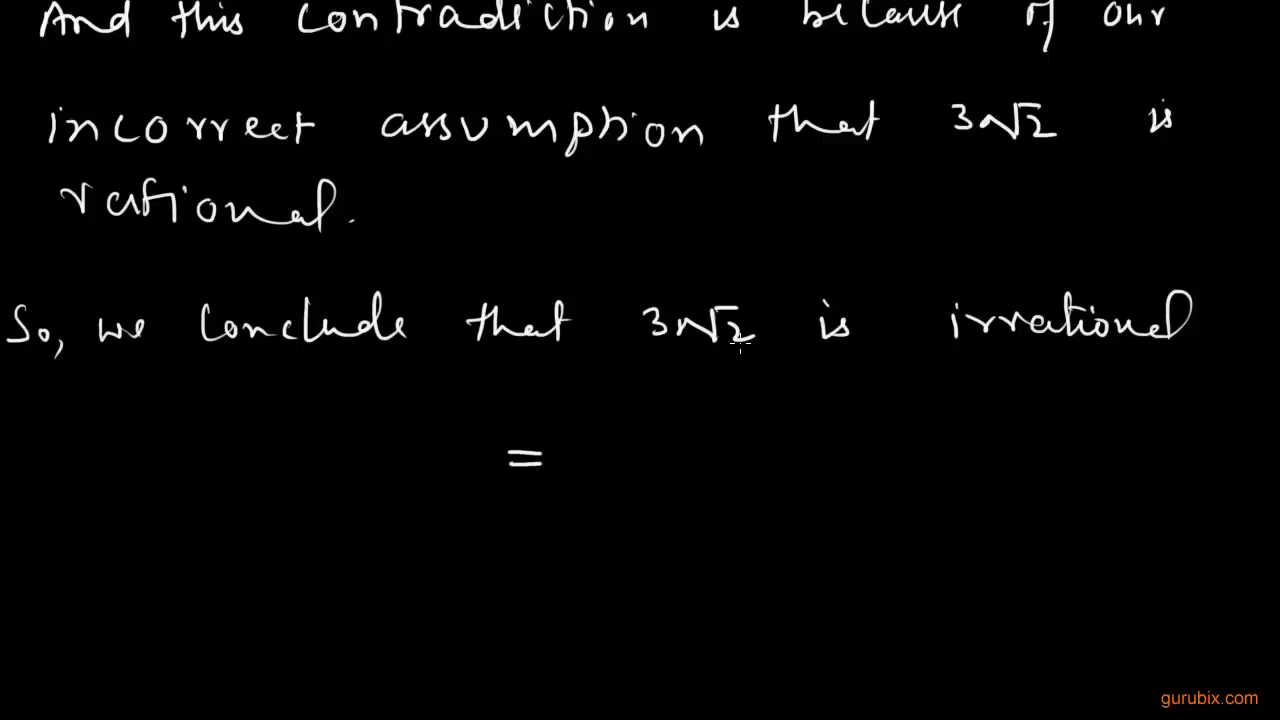 And this contradiction is because of our
incorrect assumption that 3√2 is
rational.
So, we conclude that 3√2 is irrational
=
gurubix.com